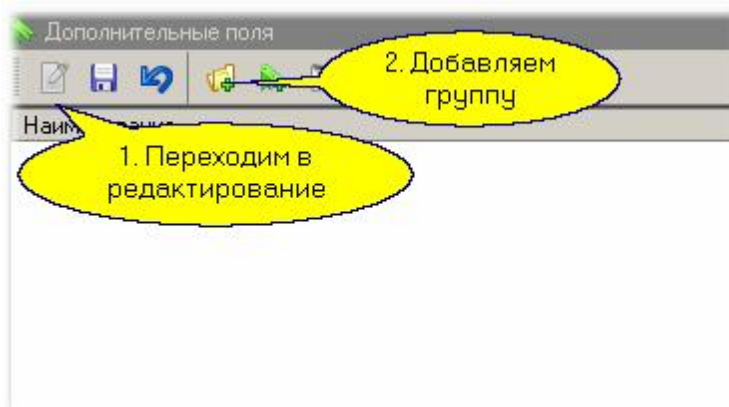 Дополнительные поля
2. Добавляем
группу
1. Переходим в
редактирование